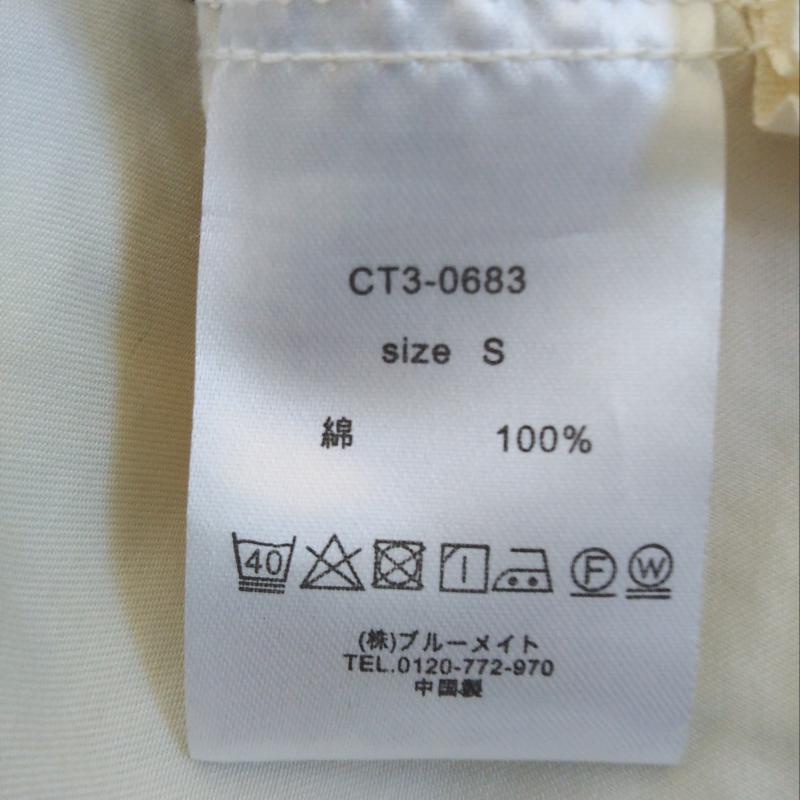 CT3-0683
size S
綿 100%
40 F W
(株)ブルーメイト
TEL.0120-772-970
中国製